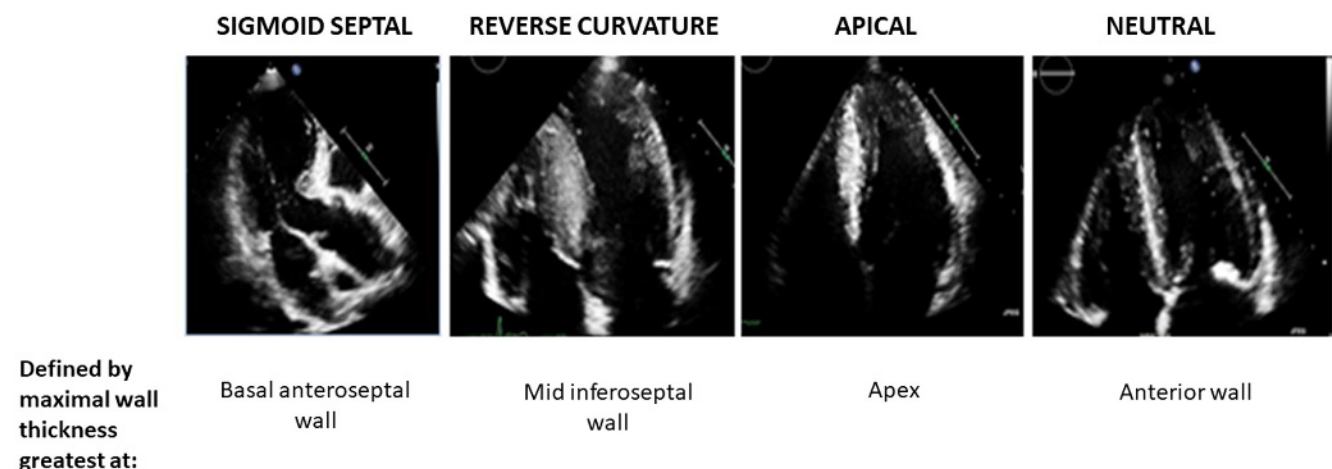 SIGMOID SEPTAL
REVERSE CURVATURE
APICAL
NEUTRAL
Defined by
maximal wall
thickness
greatest at:
Basal anteroseptal
wall
Mid inferoseptal
wall
Apex
Anterior wall